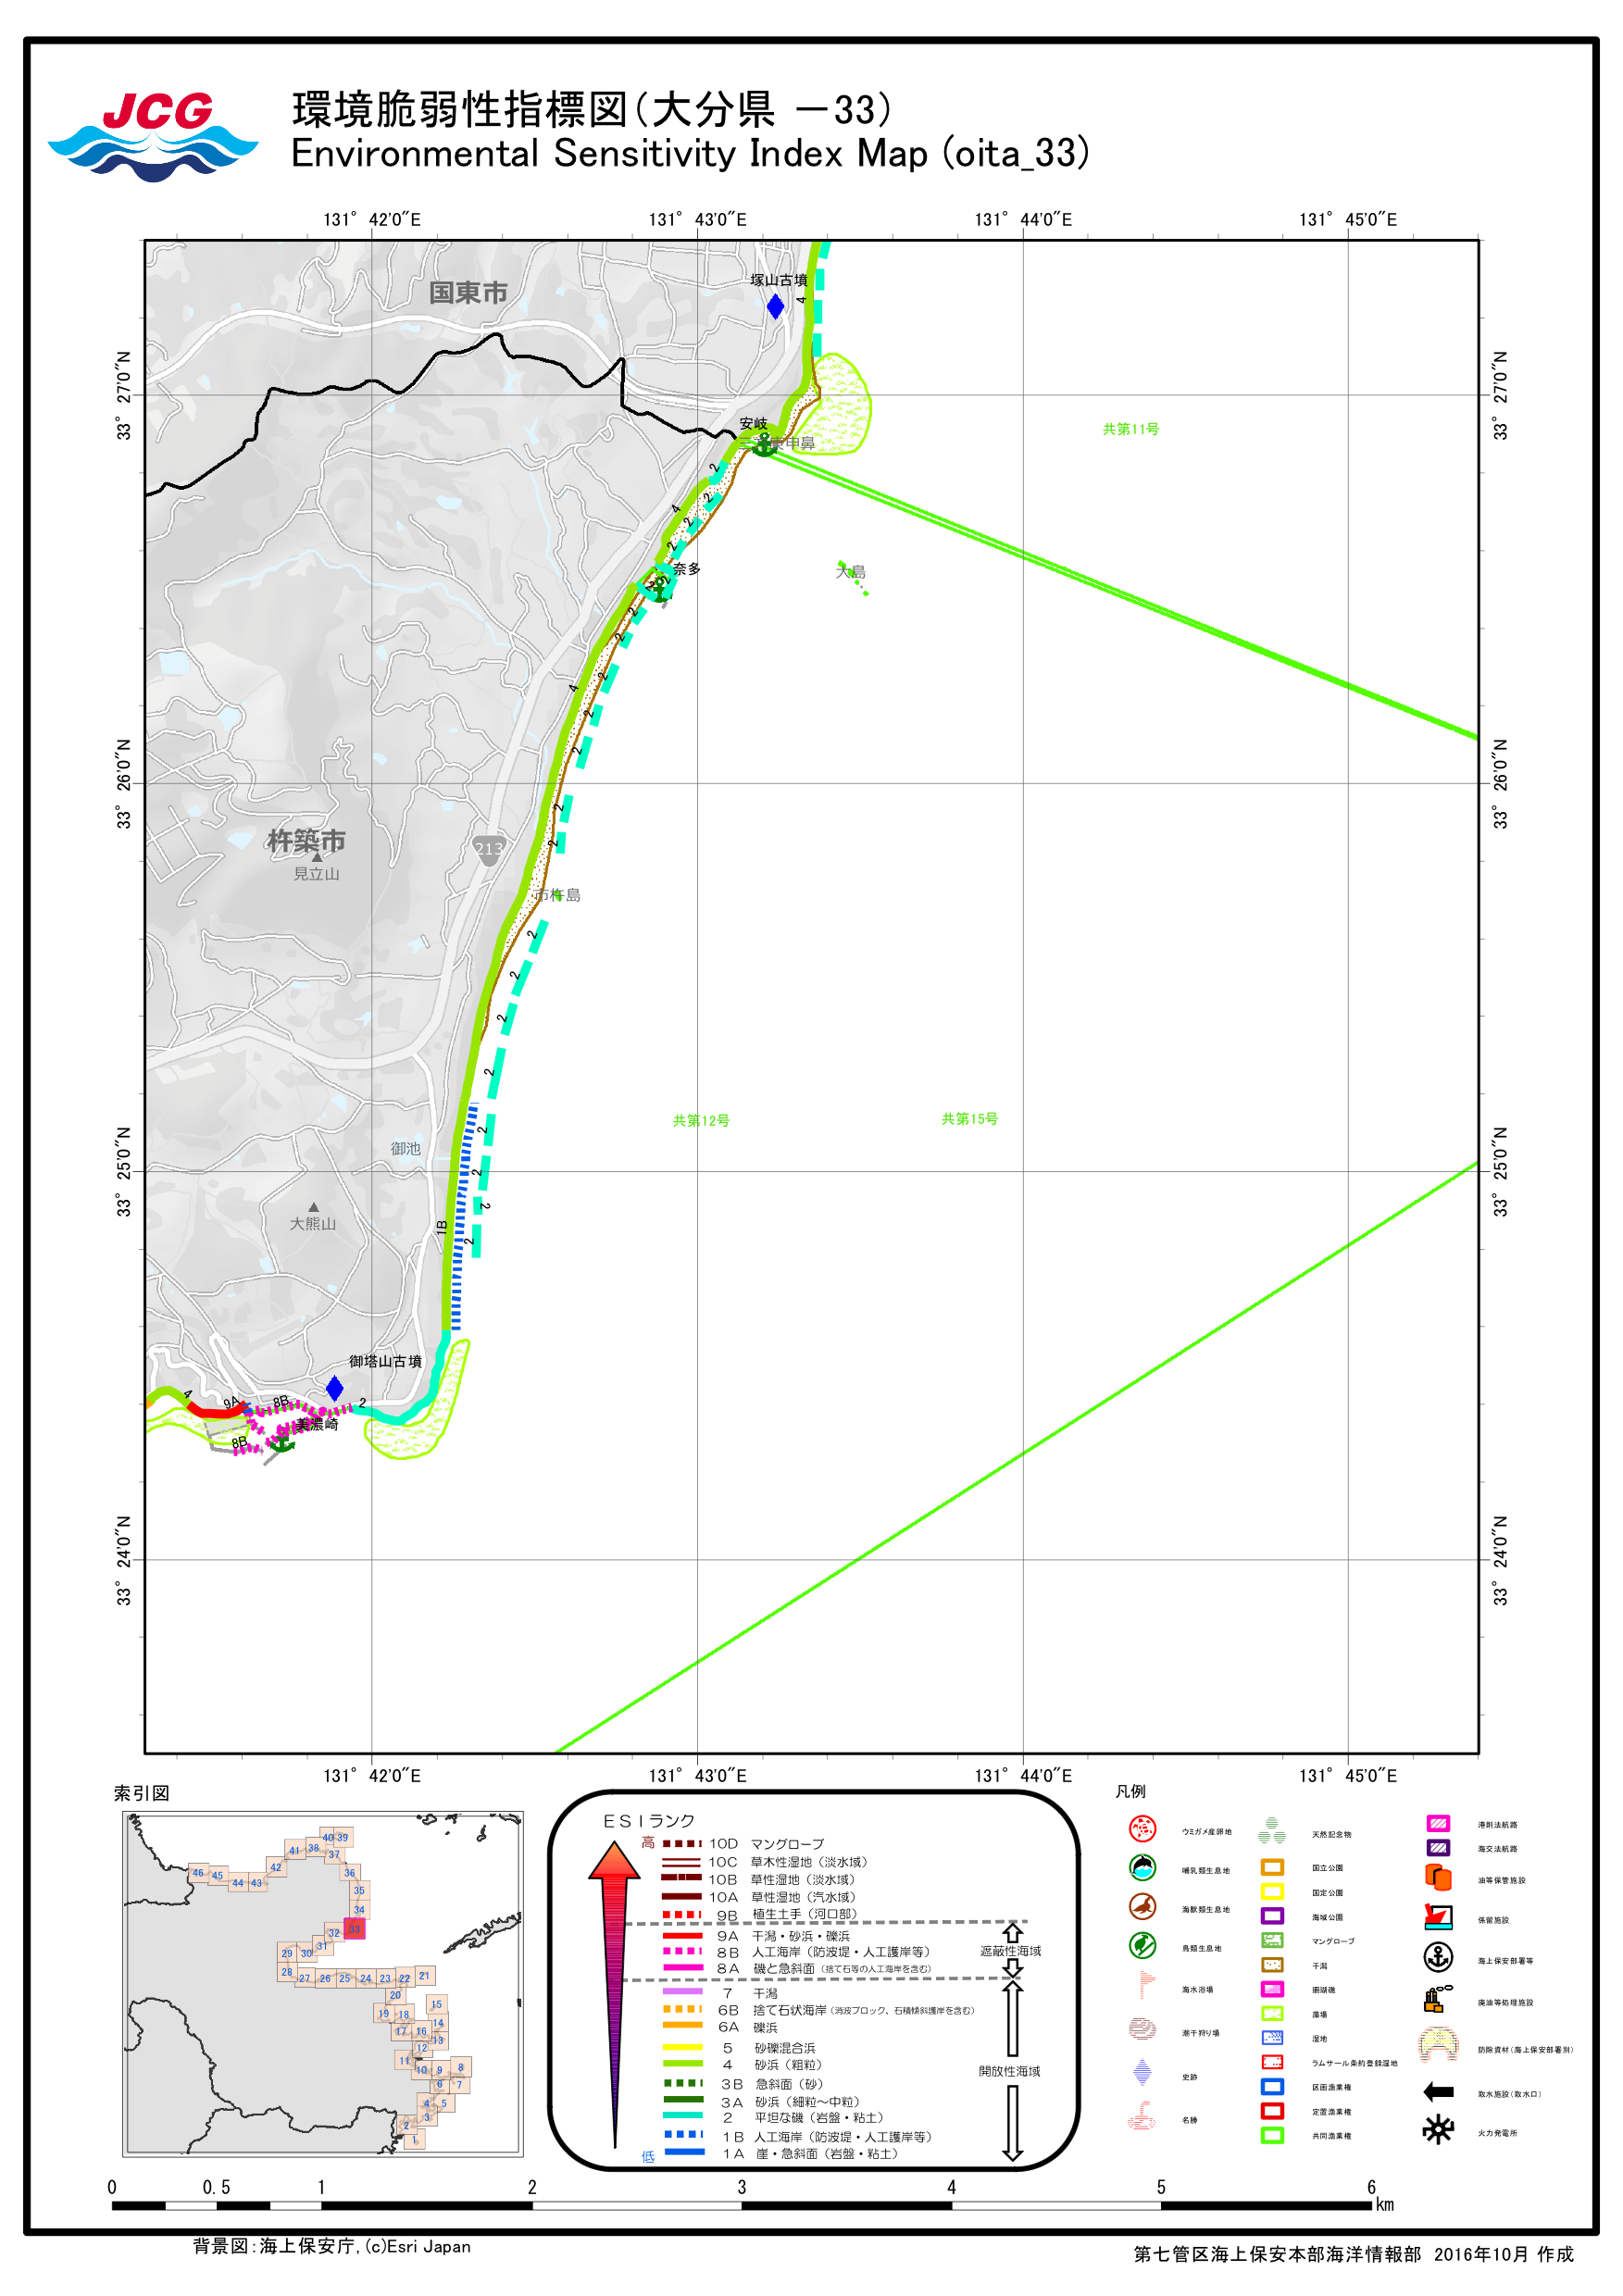 JCG
環境脆弱性指標図(大分県 -33)
Environmental Sensitivity Index Map (oita_33)
131° 42'0"E
131° 43'0"E
131° 44'0"E
131° 45'0"E
33° 27'0"N
33° 26'0"N
33° 25'0"N
33° 24'0"N
33° 27'0"N
33° 26'0"N
33° 25'0"N
33° 24'0"N
国東市
塚山古墳
4
安岐
共第11号
2
2
4
2
2
奈多
大島
2
2
2
4
2
2
2
2
杵築市
見立山
213
2
市杵島
2
2
2
2
共第12号
共第15号
2
御池
2
2
大熊山
1B
2
御塔山古墳
4
9A
8B
2
美濃崎
8B
131° 42'0"E
131° 43'0"E
131° 44'0"E
131° 45'0"E
索引図
40 39
41 38 37
46 45 44 43 42 36
35
34
33
32
31
30
29
28
27 26 25 24 23 22 21
20
19 18 15
17 16 14
13
12
11
10 9 8
6 7
4 5
3
2
1
ESIランク
高
10D マングローブ
10C 草木性湿地(淡水域)
10B 草性湿地(淡水域)
10A 草性湿地(汽水域)
9B 植生土手(河口部)
9A 干潟・砂浜・礫浜
8B 人工海岸(防波堤・人工護岸等)
8A 磯と急斜面(捨て石等の人工海岸を含む)
7 干潟
6B 捨て石状海岸(消波ブロック、石積傾斜護岸を含む)
6A 礫浜
5 砂礫混合浜
4 砂浜(粗粒)
3B 急斜面(砂)
3A 砂浜(細粒~中粒)
2 平坦な磯(岩盤・粘土)
1B 人工海岸(防波堤・人工護岸等)
1A 崖・急斜面(岩盤・粘土)
低
遮蔽性海域
開放性海域
凡例
ウミガメ産卵地
哺乳類生息地
海獣類生息地
鳥類生息地
海水浴場
潮干狩り場
史跡
名勝
天然記念物
国立公園
国定公園
海域公園
マングローブ
干潟
珊瑚礁
藻場
湿地
ラムサール条約登録湿地
区画漁業権
定置漁業権
共同漁業権
港則法航路
海交法航路
油等保管施設
保留施設
海上保安部署等
廃油等処理施設
防除資材(海上保安部署別)
取水施設(取水口)
火力発電所
0 0.5 1 2 3 4 5 6
km
背景図:海上保安庁, (c)Esri Japan
第七管区海上保安本部海洋情報部 2016年10月 作成